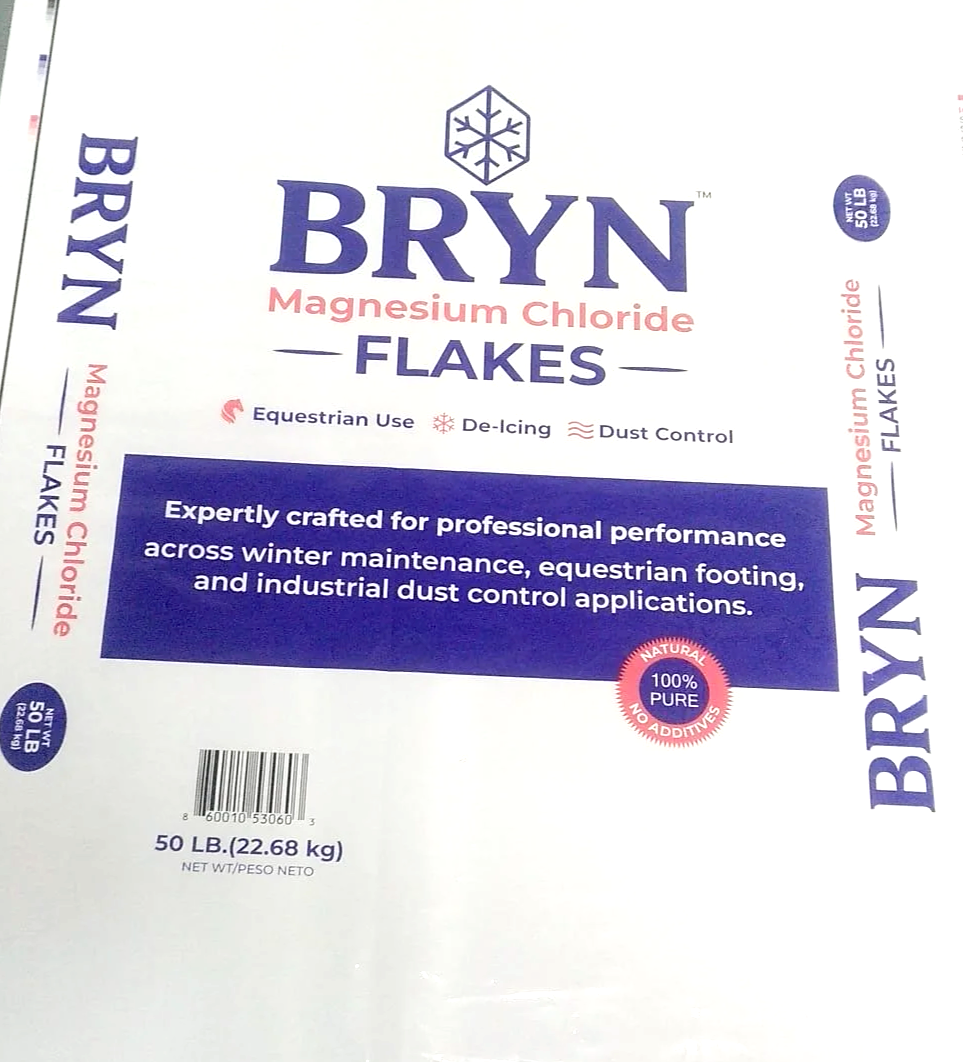 BRYN™
Magnesium Chloride
FLAKES
Equestrian Use De-Icing Dust Control
Expertly crafted for professional performance
across winter maintenance, equestrian footing,
and industrial dust control applications.
NATURAL
100%
PURE
NO ADDITIVES
8 60010 53060 3
50 LB.(22.68 kg)
NET WT/PESO NETO
BRYN
Magnesium Chloride
FLAKES
NET WT
50 LB
(22.68 kg)
NET WT
50 LB
(22.68 kg)
Magnesium Chloride
FLAKES
BRYN